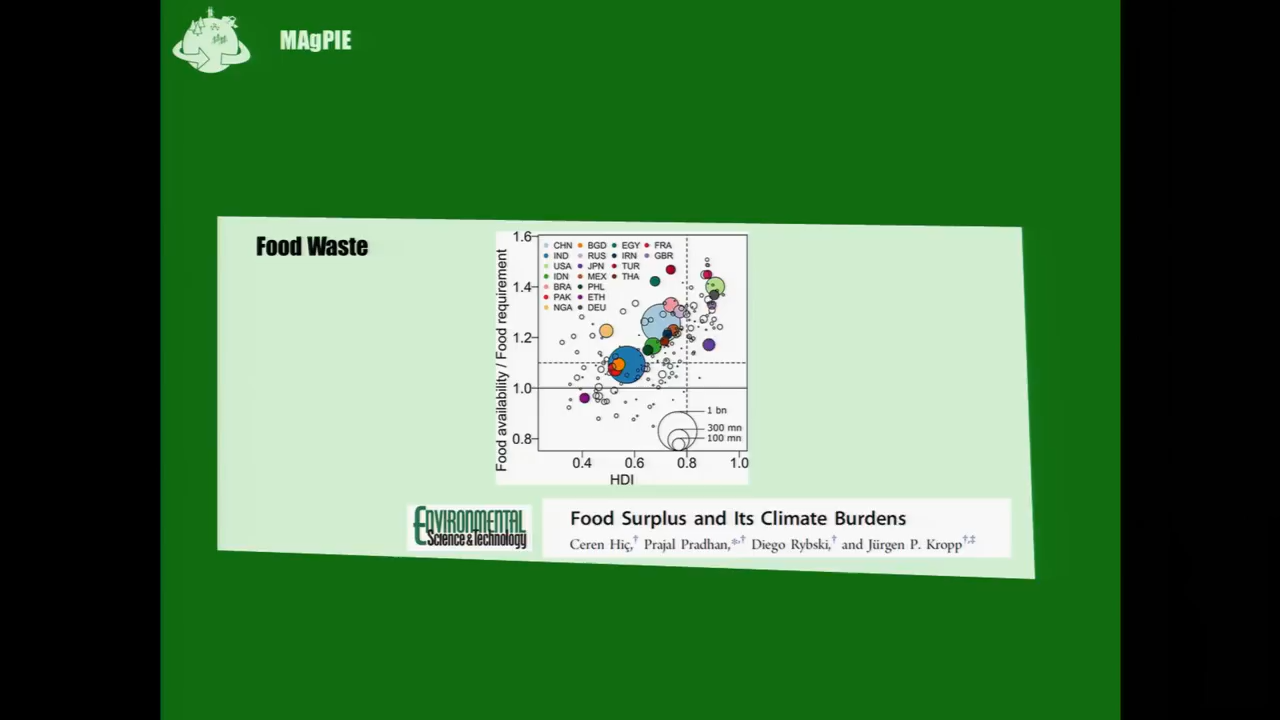 MAgPIE
Food Waste
Food availability / Food requirement
1.6
1.4
1.2
1.0
0.8
CHN BGD EGY FRA
IND RUS IRN GBR
USA JPN TUR
IDN MEX THA
BRA PHL
PAK ETH
NGA DEU
1 bn
300 mn
100 mn
0.4 0.6 0.8 1.0
HDI
ENVIRONMENTAL
Science & Technology
Food Surplus and Its Climate Burdens
Ceren Hiç,† Prajal Pradhan,*,† Diego Rybski,† and Jürgen P. Kropp†,‡